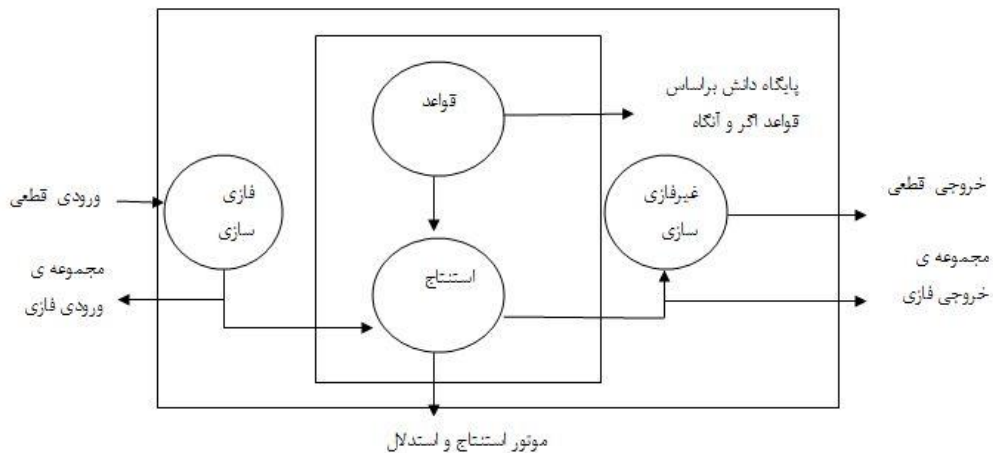 قواعد
پایگاه دانش براساس
قواعد اگر و آنگاه
ورودی قطعی
فازی
سازی
غیرفازی
سازی
خروجی قطعی
مجموعه ی
ورودی فازی
استنتاج
مجموعه ی
خروجی فازی
موتور استنتاج و استدلال